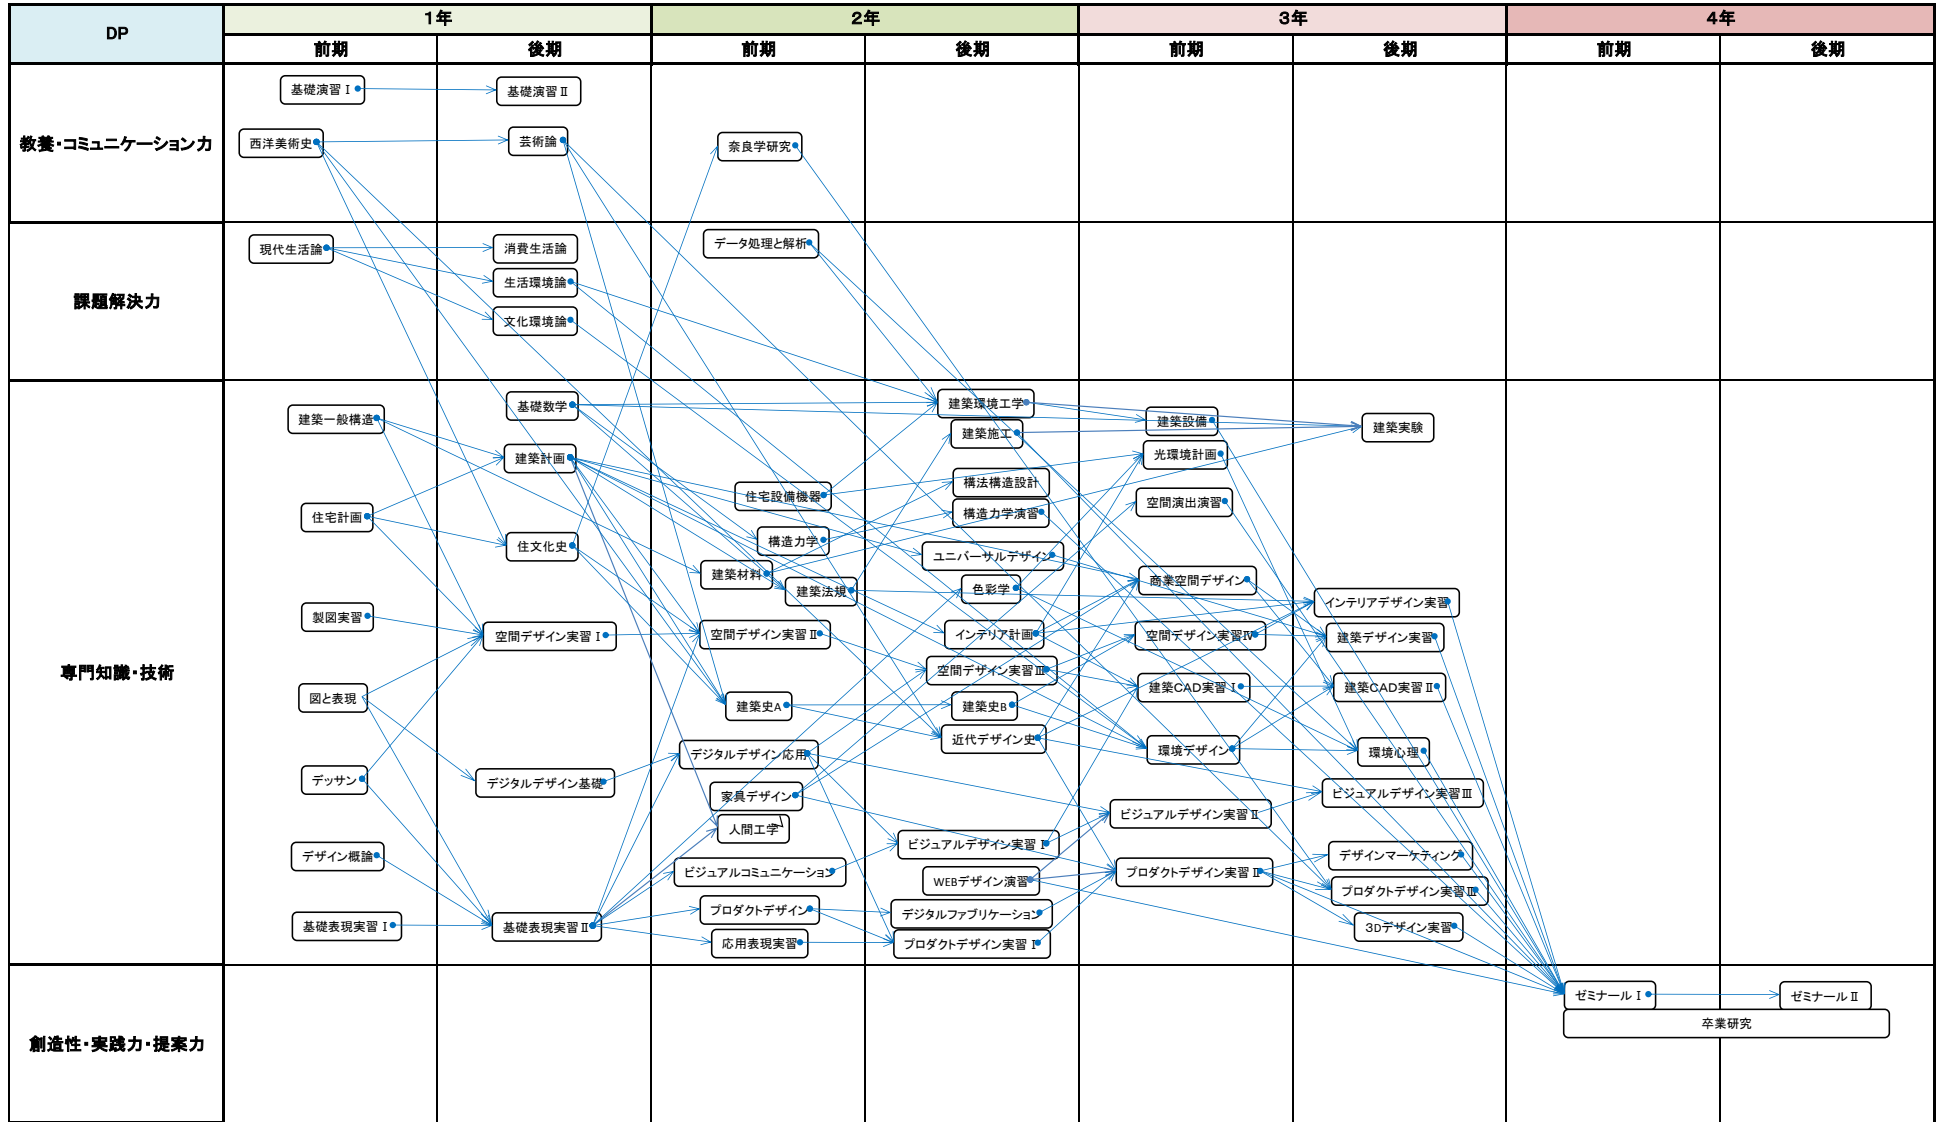 DP
1年
2年
3年
4年
前期
後期
前期
後期
前期
後期
前期
後期
教養・コミュニケーション力
基礎演習Ⅰ
基礎演習Ⅱ
西洋美術史
芸術論
奈良学研究
課題解決力
現代生活論
消費生活論
生活環境論
文化環境論
データ処理と解析
専門知識・技術
建築一般構造
住宅計画
製図実習
図と表現
デッサン
デザイン概論
基礎表現実習Ⅰ
基礎数学
建築計画
住文化史
空間デザイン実習Ⅰ
デジタルデザイン基礎
基礎表現実習Ⅱ
住宅設備機器
構造力学
建築材料
建築法規
空間デザイン実習Ⅱ
建築史A
デジタルデザイン応用
家具デザイン
人間工学
ビジュアルコミュニケーション
プロダクトデザイン
応用表現実習
建築環境工学
建築施工
構法構造設計
構造力学演習
ユニバーサルデザイン
色彩学
インテリア計画
空間デザイン実習Ⅲ
建築史B
近代デザイン史
ビジュアルデザイン実習Ⅰ
WEBデザイン演習
デジタルファブリケーション
プロダクトデザイン実習Ⅰ
建築設備
光環境計画
空間演出演習
商業空間デザイン
空間デザイン実習Ⅳ
建築CAD実習Ⅰ
環境デザイン
ビジュアルデザイン実習Ⅱ
プロダクトデザイン実習Ⅱ
建築実験
インテリアデザイン実習
建築デザイン実習
建築CAD実習Ⅱ
環境心理
ビジュアルデザイン実習Ⅲ
デザインマーケティング
プロダクトデザイン実習Ⅲ
3Dデザイン実習
創造性・実践力・提案力
ゼミナールⅠ
ゼミナールⅡ
卒業研究